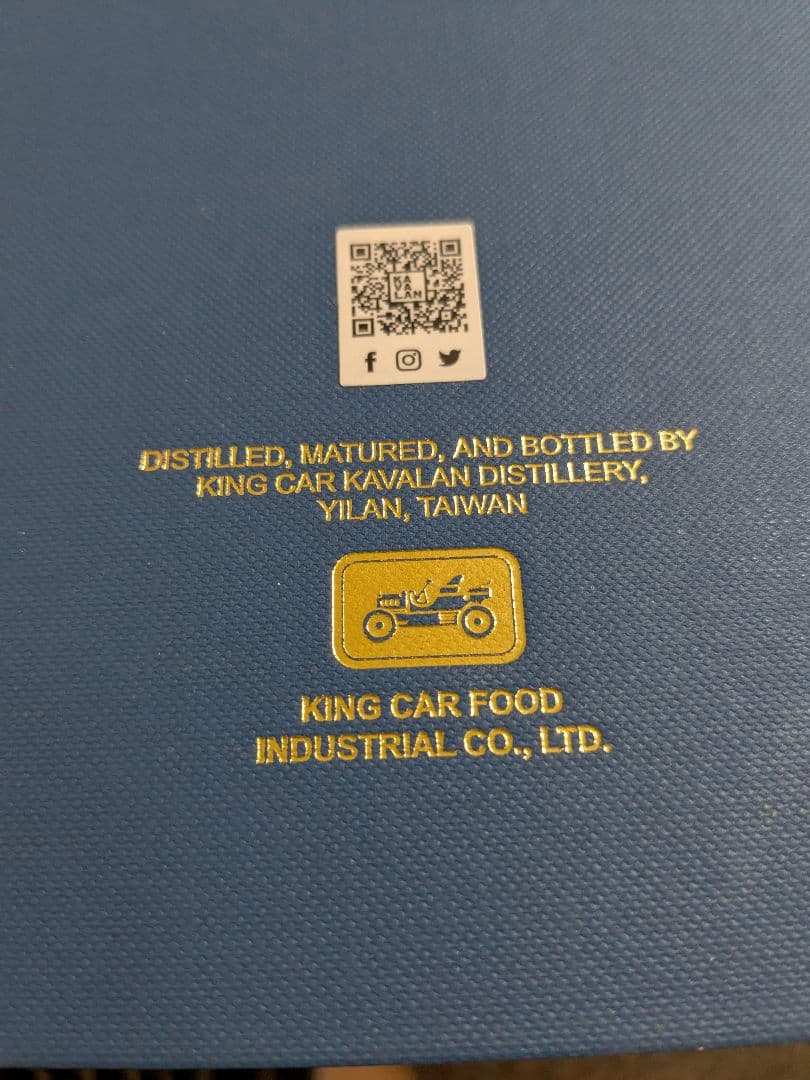 KA
VA
LAN
f
DISTILLED, MATURED, AND BOTTLED BY
KING CAR KAVALAN DISTILLERY,
YILAN, TAIWAN
KING CAR FOOD
INDUSTRIAL CO., LTD.